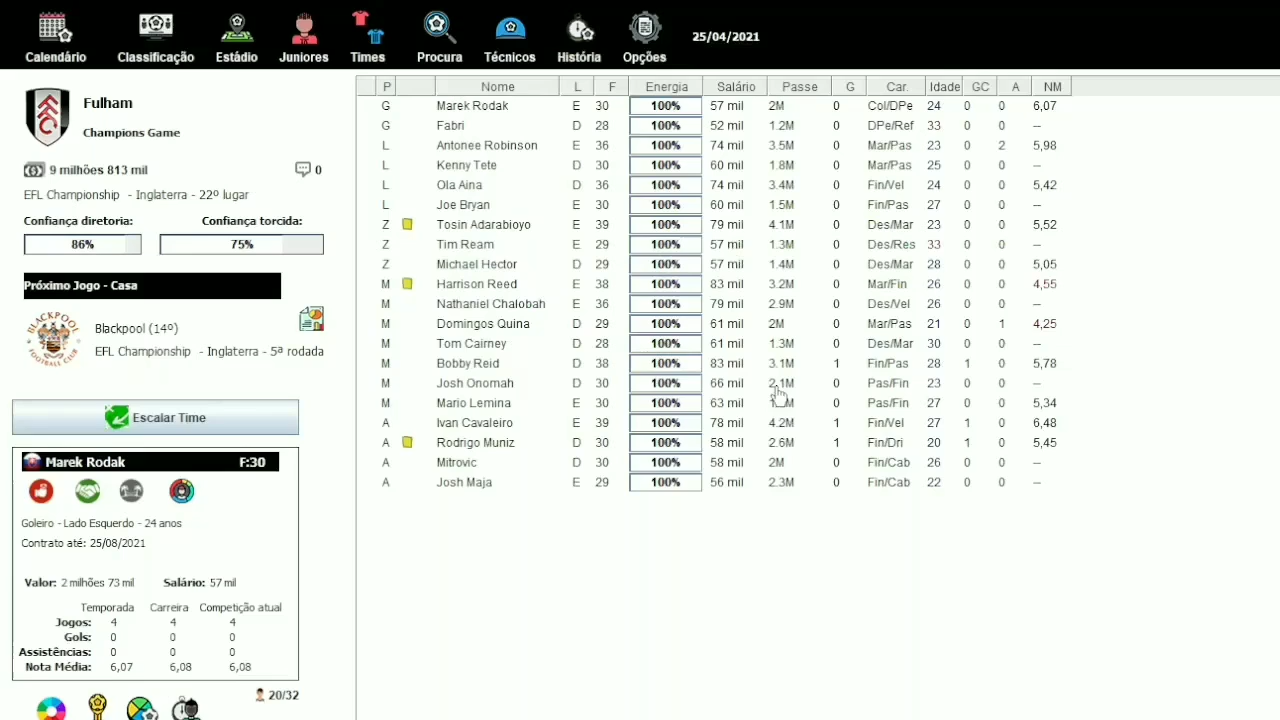 Calendário Classificação Estádio Juniores Times Procura Técnicos História Opções 25/04/2021
Fulham
Champions Game
9 milhões 813 mil 0
EFL Championship - Inglaterra - 22º lugar
Confiança diretoria: Confiança torcida:
86% 75%
Próximo Jogo - Casa
BLACKPOOL
FOOTBALL CLUB
Blackpool (14º)
EFL Championship - Inglaterra - 5ª rodada
Escalar Time
Marek Rodak F:30
Goleiro - Lado Esquerdo - 24 anos
Contrato até: 25/08/2021
Valor: 2 milhões 73 mil Salário: 57 mil
Temporada Carreira Competição atual
Jogos: 4 4 4
Gols: 0 0 0
Assistências: 0 0 0
Nota Média: 6,07 6,08 6,08
20/32
P Nome L F Energia Salário Passe G Car. Idade GC A NM
G Marek Rodak E 30 100% 57 mil 2M 0 Col/DPe 24 0 0 6,07
G Fabri D 28 100% 52 mil 1.2M 0 DPe/Ref 33 0 0 --
L Antonee Robinson E 36 100% 74 mil 3.5M 0 Mar/Pas 23 0 2 5,98
L Kenny Tete D 30 100% 60 mil 1.8M 0 Mar/Pas 25 0 0 --
L Ola Aina D 36 100% 74 mil 3.4M 0 Fin/Vel 24 0 0 5,42
L Joe Bryan E 30 100% 60 mil 1.5M 0 Fin/Pas 27 0 0 --
Z Tosin Adarabioyo E 39 100% 79 mil 4.1M 0 Des/Mar 23 0 0 5,52
Z Tim Ream E 29 100% 57 mil 1.3M 0 Des/Res 33 0 0 --
Z Michael Hector D 29 100% 57 mil 1.4M 0 Des/Mar 28 0 0 5,05
M Harrison Reed E 38 100% 83 mil 3.2M 0 Mar/Fin 26 0 0 4,55
M Nathaniel Chalobah E 36 100% 79 mil 2.9M 0 Des/Vel 26 0 0 --
M Domingos Quina D 29 100% 61 mil 2M 0 Mar/Pas 21 0 1 4,25
M Tom Cairney D 28 100% 61 mil 1.3M 0 Des/Mar 30 0 0 --
M Bobby Reid D 38 100% 83 mil 3.1M 1 Fin/Pas 28 1 0 5,78
M Josh Onomah D 30 100% 66 mil 2.1M 0 Pas/Fin 23 0 0 --
M Mario Lemina E 30 100% 63 mil 0 Pas/Fin 27 0 0 5,34
A Ivan Cavaleiro E 39 100% 78 mil 4.2M 1 Fin/Vel 27 1 0 6,48
A Rodrigo Muniz D 30 100% 58 mil 2.6M 1 Fin/Dri 20 1 0 5,45
A Mitrovic D 30 100% 58 mil 2M 0 Fin/Cab 26 0 0 --
A Josh Maja E 29 100% 56 mil 2.3M 0 Fin/Cab 22 0 0 --